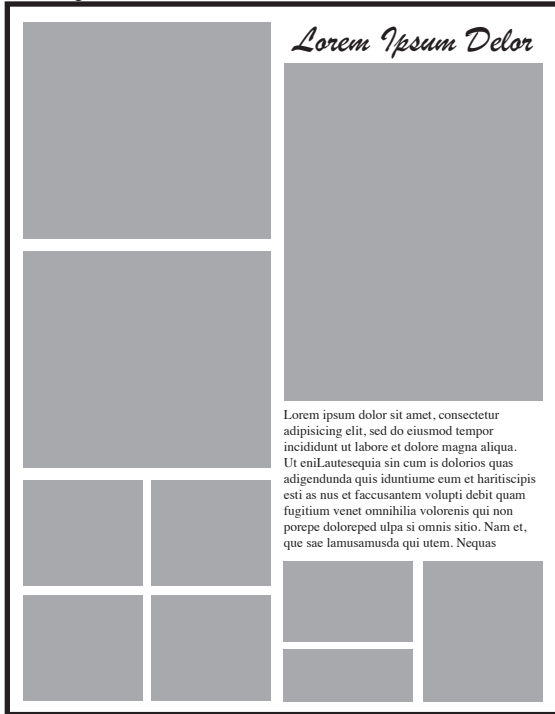 Lorem Ipsum Delor
Lorem ipsum dolor sit amet, consectetur
adipisicing elit, sed do eiusmod tempor
incididunt ut labore et dolore magna aliqua.
Ut eniLautesequia sin cum is dolorios quas
adigendunda quis iduntiume eum et haritiscipis
esti as nus et faccusantem volupti debit quam
fugitium venet omnihilia volorenis qui non
porepe doloreped ulpa si omnis sitio. Nam et,
que sae lamusamusda qui utem. Nequas